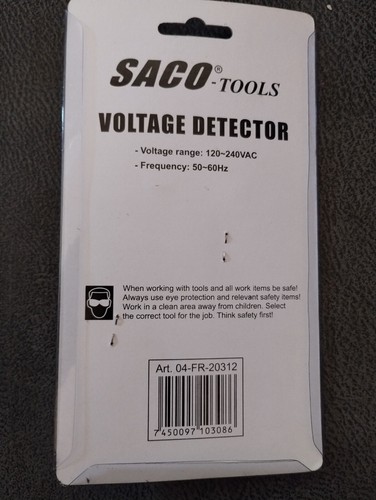 SACO® - TOOLS
VOLTAGE DETECTOR
- Voltage range: 120~240VAC
- Frequency: 50~60Hz
When working with tools and all work items be safe!
Always use eye protection and relevant safety items!
Work in a clean area away from children. Select
the correct tool for the job. Think safety first!
Art. 04-FR-20312
7 450097 103086